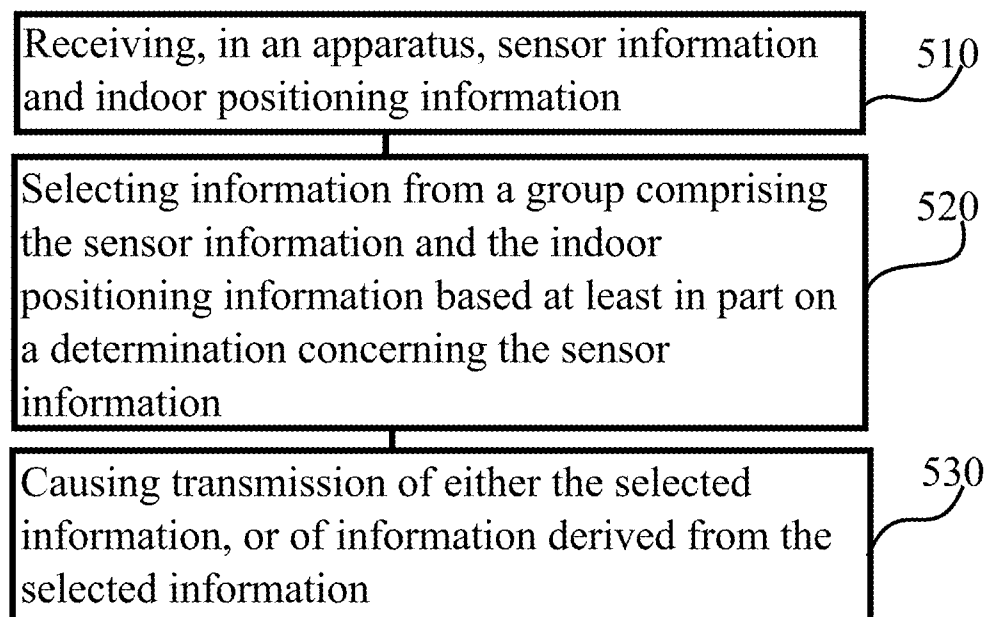 Receiving, in an apparatus, sensor information
and indoor positioning information
510
Selecting information from a group comprising
the sensor information and the indoor
positioning information based at least in part on
a determination concerning the sensor
information
520
Causing transmission of either the selected
information, or of information derived from the
selected information
530